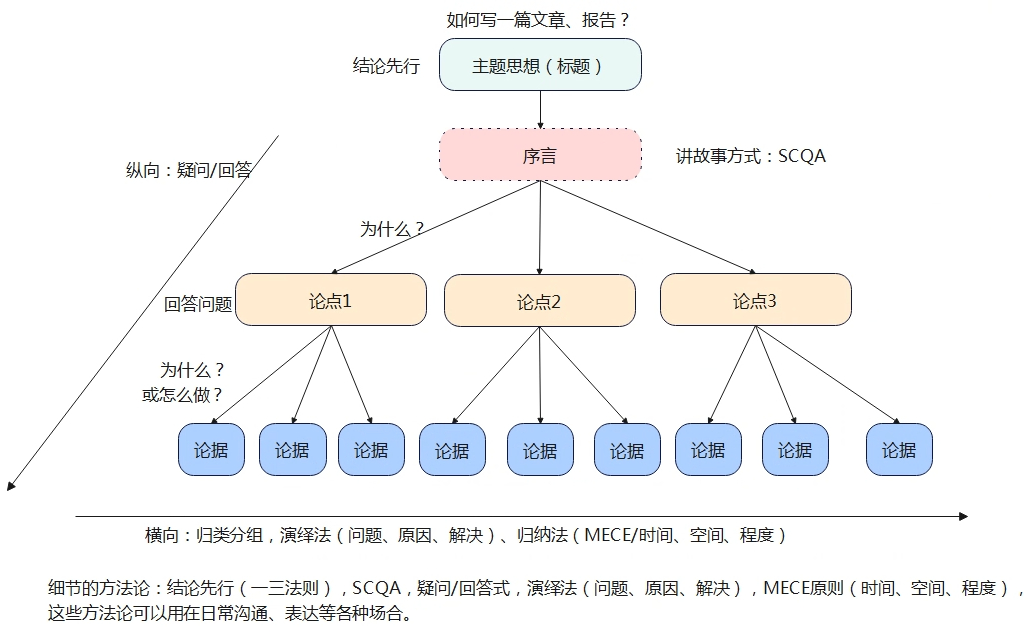 如何写一篇文章、报告？
结论先行
主题思想（标题）
纵向：疑问/回答
序言
讲故事方式：SCQA
为什么？
回答问题
论点1
论点2
论点3
为什么？
或怎么做？
论据
论据
论据
论据
论据
论据
论据
论据
论据
横向：归类分组，演绎法（问题、原因、解决）、归纳法（MECE/时间、空间、程度）
细节的方法论：结论先行（一三法则），SCQA，疑问/回答式，演绎法（问题、原因、解决），MECE原则（时间、空间、程度），
这些方法论可以用在日常沟通、表达等各种场合。